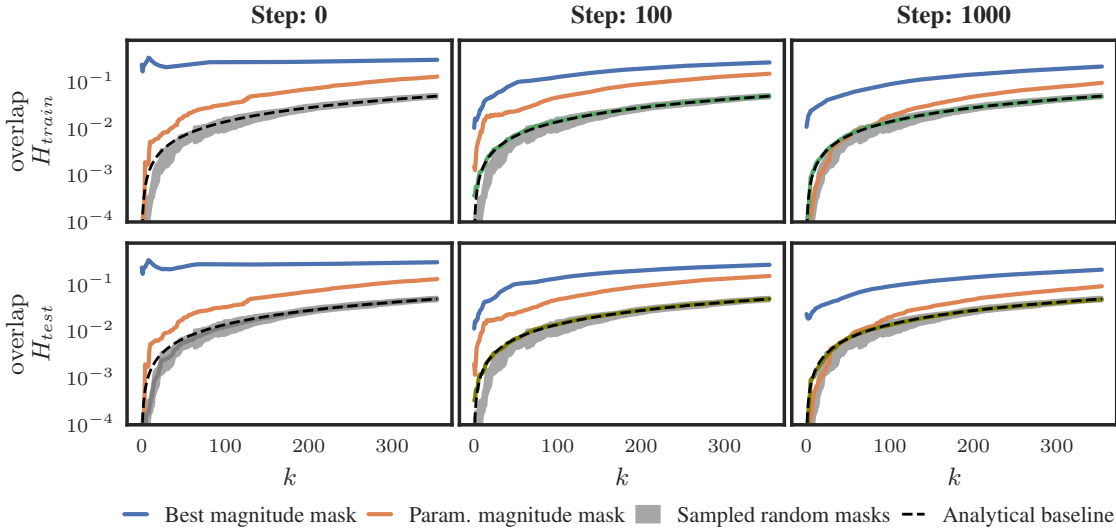 Step: 0 Step: 100 Step: 1000
overlap
H_train
10^-1
10^-2
10^-3
10^-4
overlap
H_test
10^-1
10^-2
10^-3
10^-4
0 100 200 300 0 100 200 300 0 100 200 300
k k k
Best magnitude mask Param. magnitude mask Sampled random masks Analytical baseline